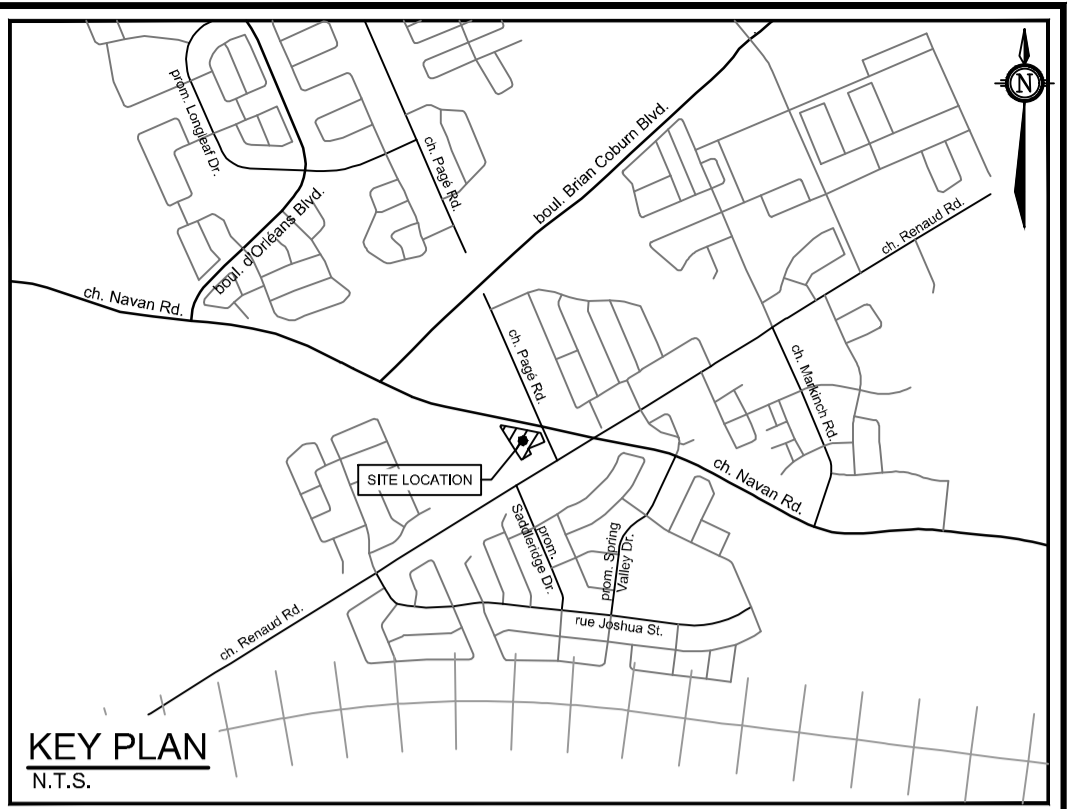 N
prom. Longleaf Dr.
ch. Pagé Rd.
boul. Brian Coburn Blvd.
boul. d'Orléans Blvd.
ch. Renaud Rd.
ch. Navan Rd.
ch. Pagé Rd.
ch. Markinch Rd.
SITE LOCATION
ch. Navan Rd.
prom.
Saddleridge Dr.
prom. Spring
Valley Dr.
rue Joshua St.
ch. Renaud Rd.
KEY PLAN
N.T.S.